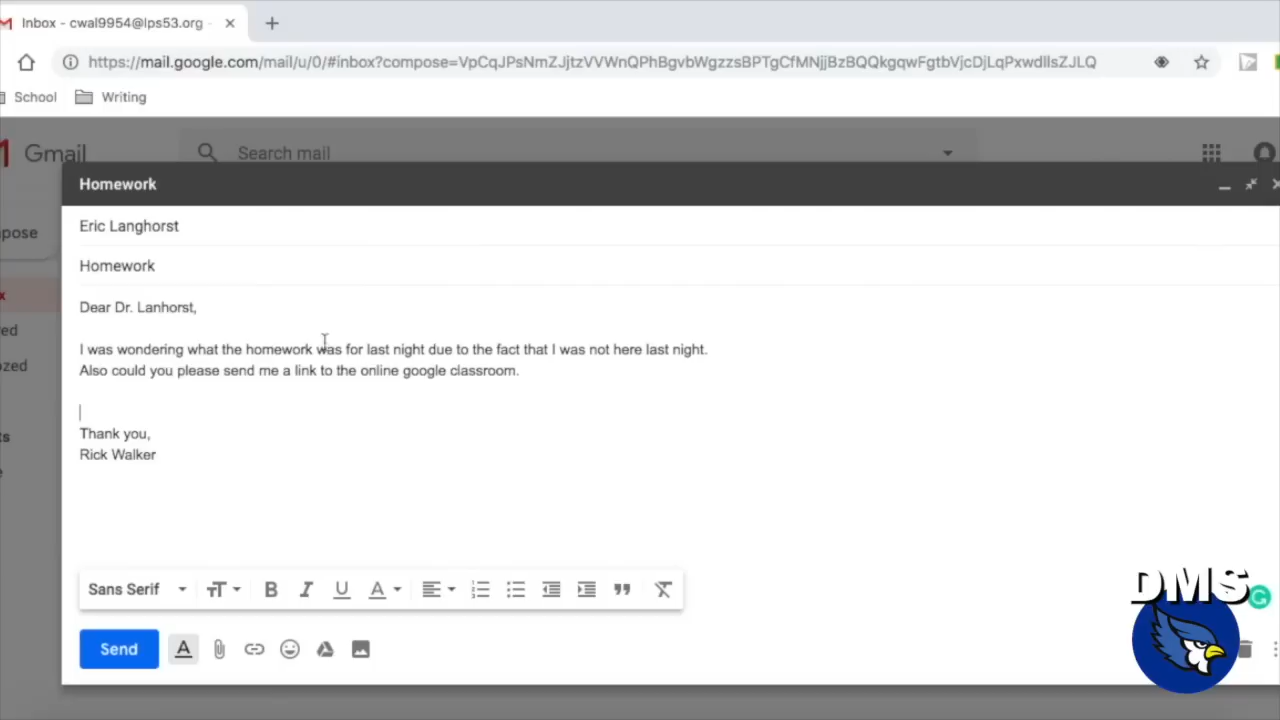 Inbox - cwal9954@lps53.org -
https://mail.google.com/mail/u/0/#inbox?compose=VpCqJPsNmZJjtzVVWnQPhBgvbWgzzsBPTgCfMNjjBzBQQkgqwFgtbVjcDjLqPxwdllsZJLQ
School Writing
Gmail Search mail
Homework
Eric Langhorst
Homework
Dear Dr. Lanhorst,
I was wondering what the homework was for last night due to the fact that I was not here last night.
Also could you please send me a link to the online google classroom.
Thank you,
Rick Walker
Sans Serif
Send
DMS